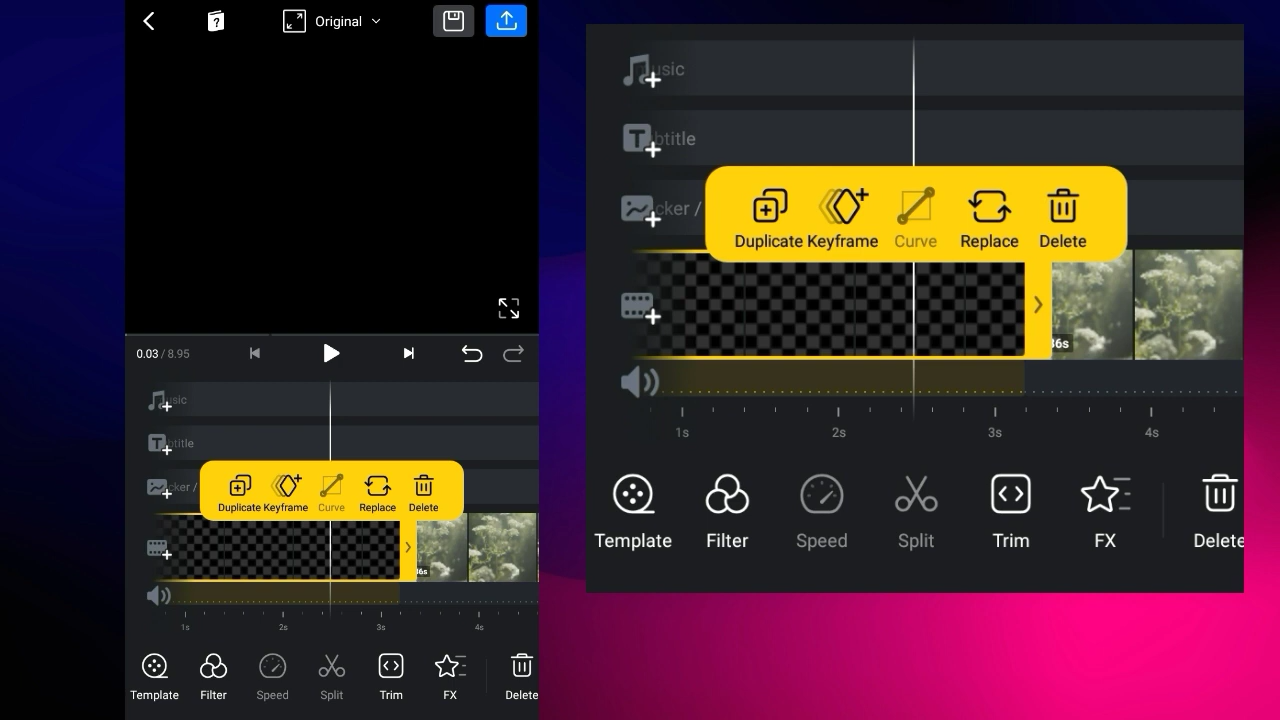 ?
Original
0.03 / 8.95
usic
T btitle
cker /
Duplicate Keyframe Curve Replace Delete
1s 2s 3s 4s
Template Filter Speed Split Trim FX Delete
usic
T btitle
cker /
Duplicate Keyframe Curve Replace Delete
1s 2s 3s 4s
Template Filter Speed Split Trim FX Delete